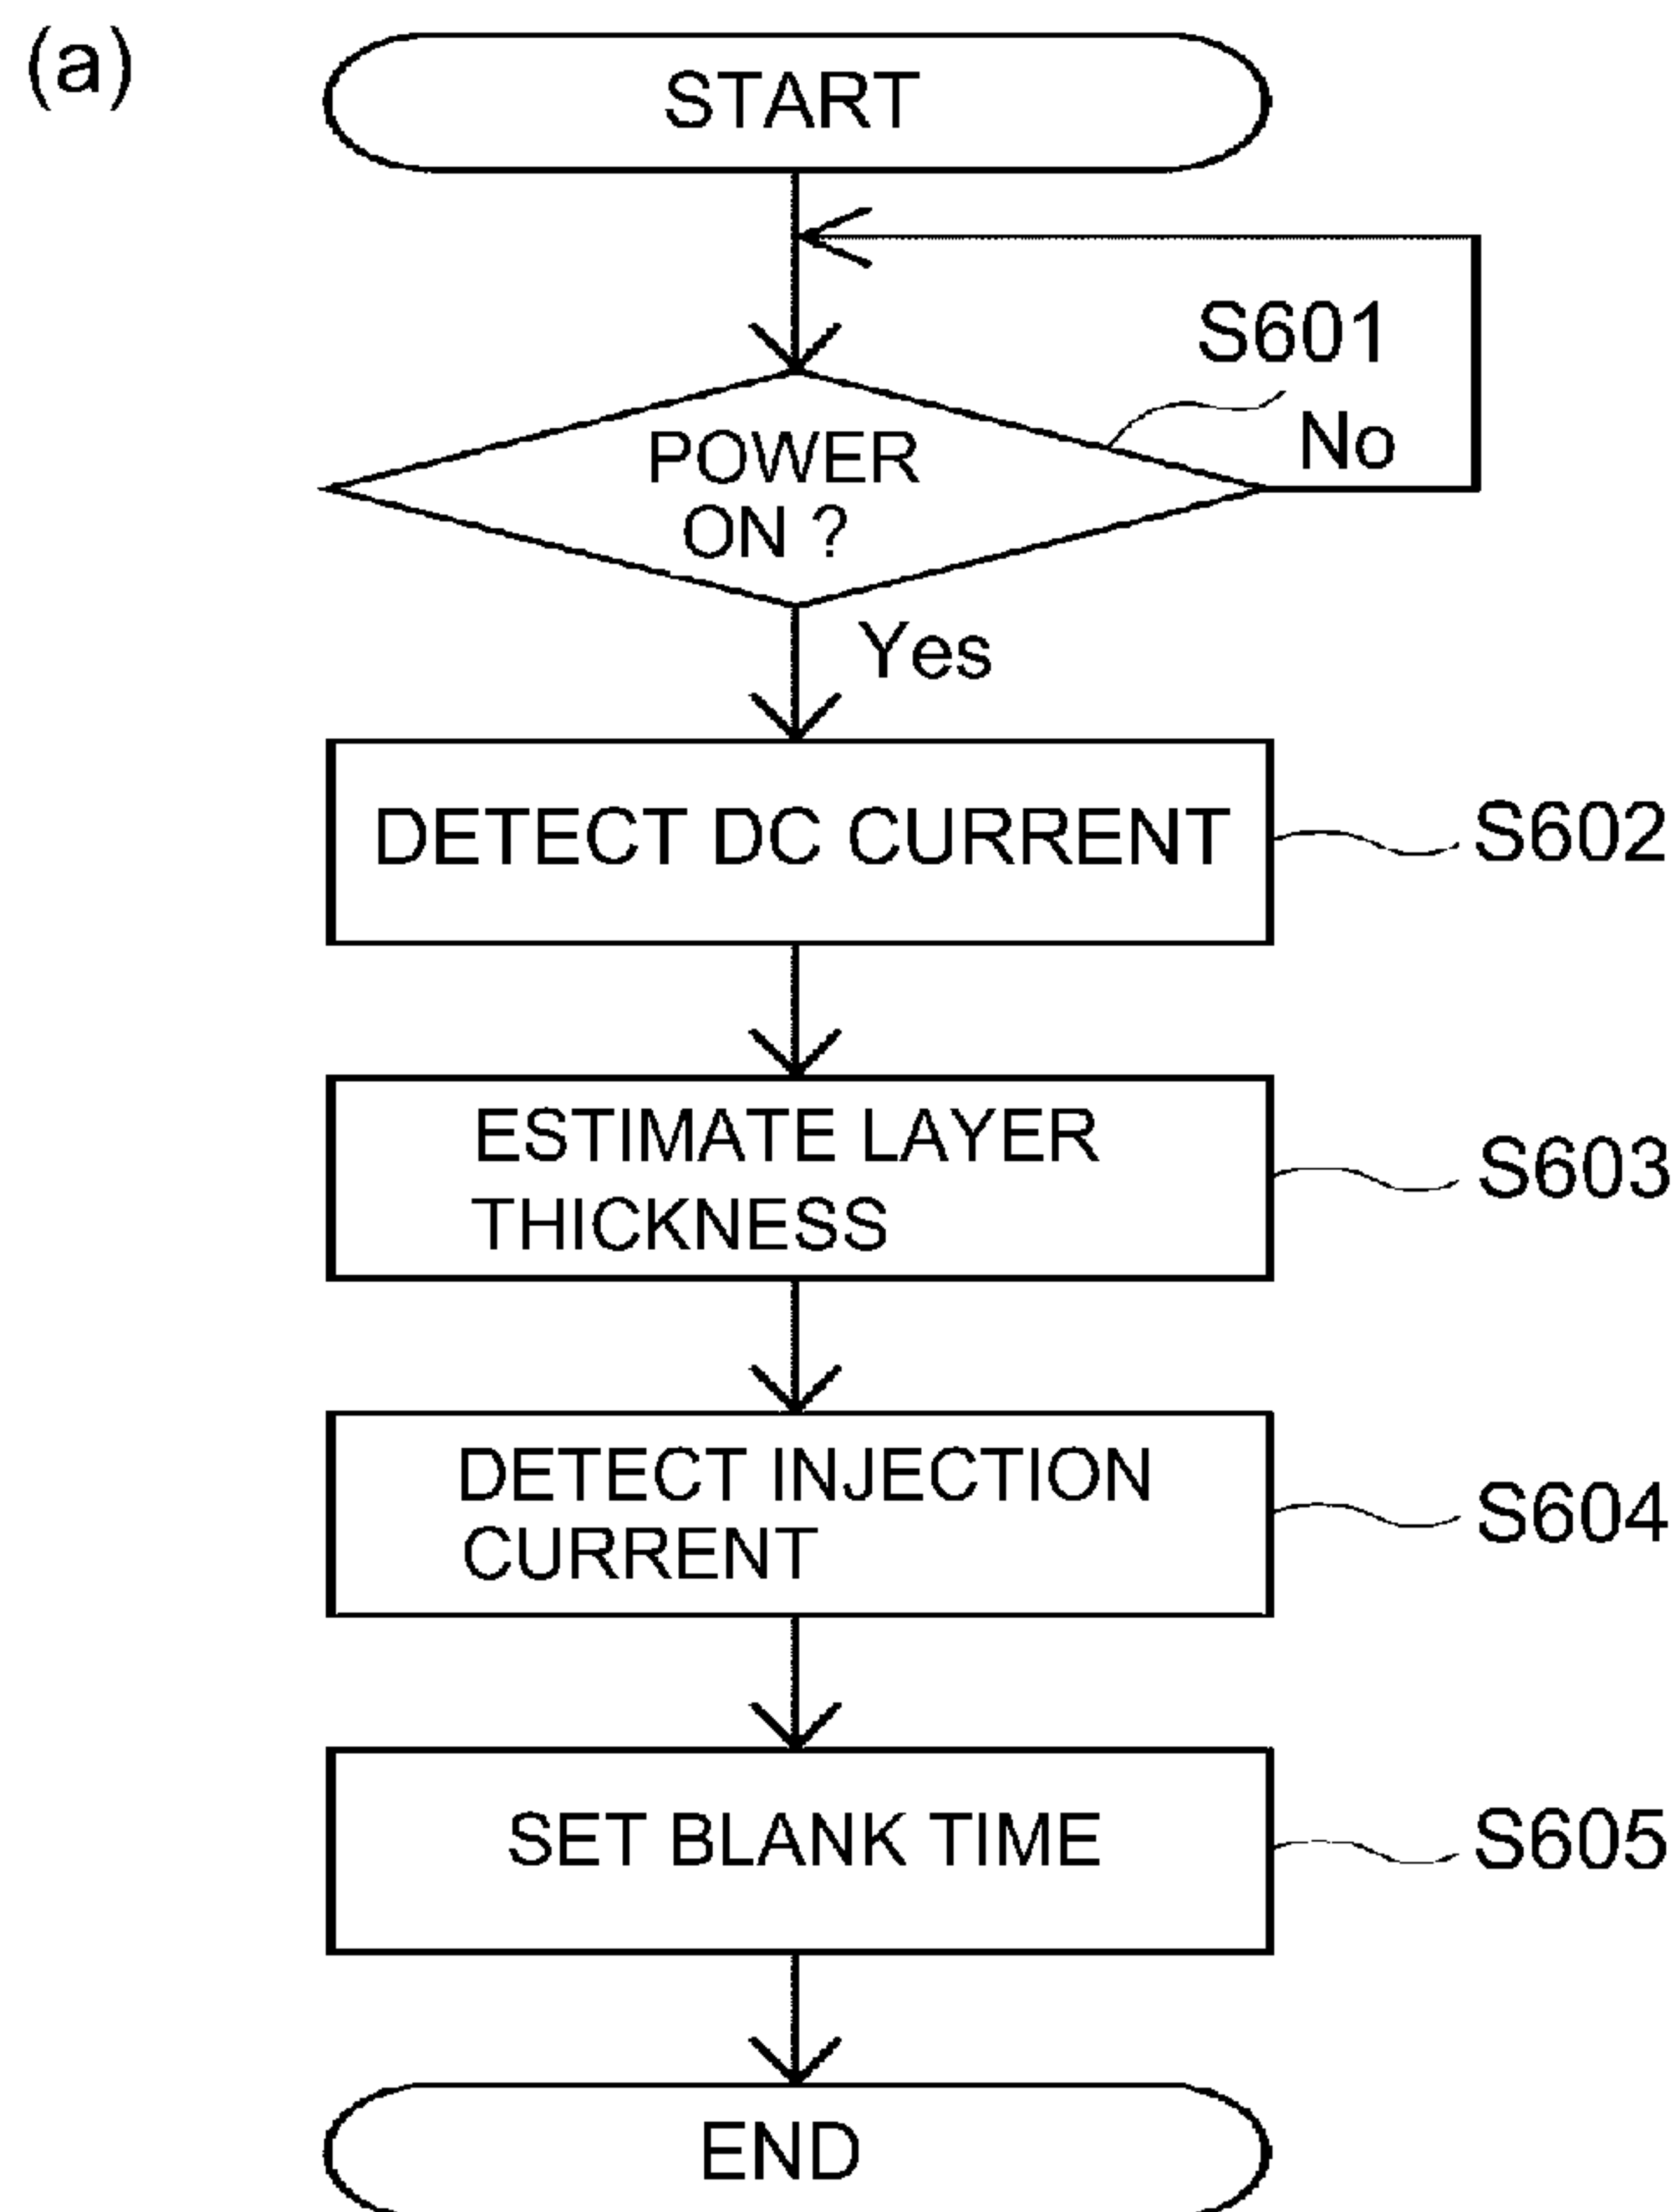 (a)
START
S601
No
POWER
ON ?
Yes
DETECT DC CURRENT
S602
ESTIMATE LAYER
THICKNESS
S603
DETECT INJECTION
CURRENT
S604
SET BLANK TIME
S605
END